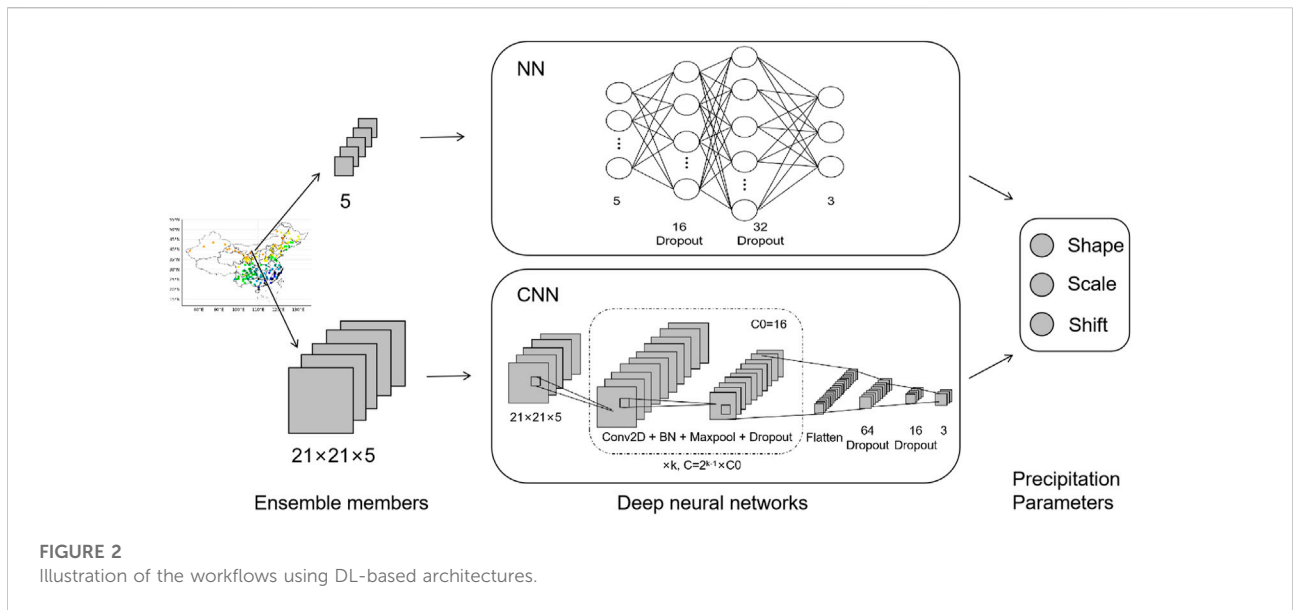 NN
5
16
Dropout
32
Dropout
3
5
CNN
C0=16
21×21×5
Conv2D + BN + Maxpool + Dropout
Flatten
64
Dropout
16
Dropout
3
×k, C=2ᵏ⁻¹×C0
21×21×5
Shape
Scale
Shift
Ensemble members
Deep neural networks
Precipitation
Parameters
FIGURE 2
Illustration of the workflows using DL-based architectures.